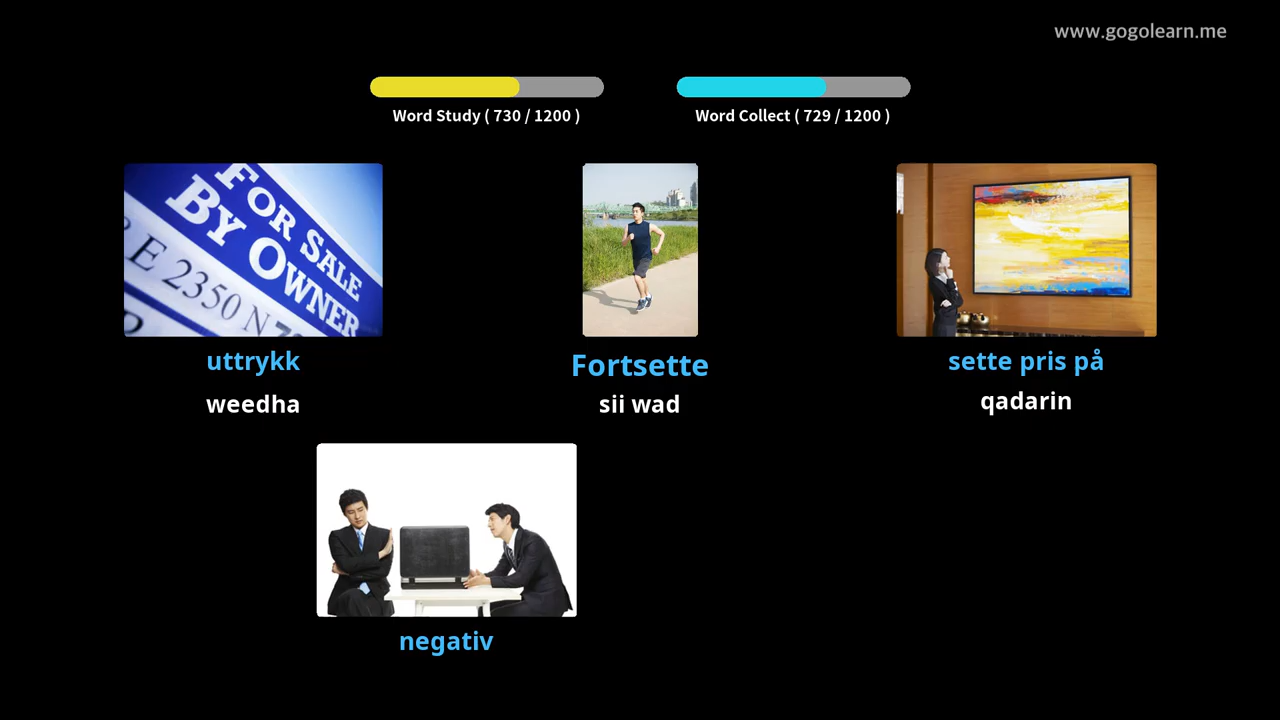 www.gogolearn.me
Word Study ( 730 / 1200 )
Word Collect ( 729 / 1200 )
FOR SALE
BY OWNER
E 2350 N
uttrykk
weedha
Fortsette
sii wad
sette pris på
qadarin
negativ